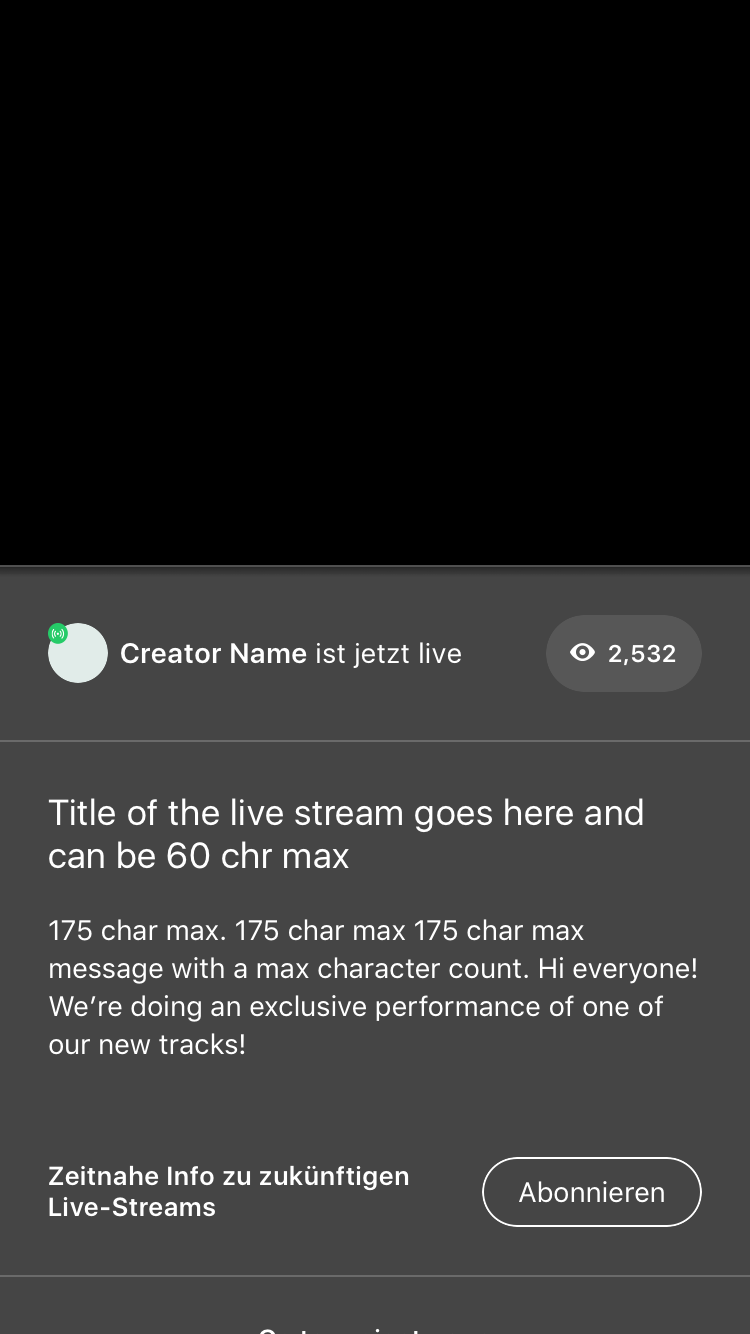 Creator Name ist jetzt live
2,532
Title of the live stream goes here and
can be 60 chr max
175 char max. 175 char max 175 char max
message with a max character count. Hi everyone!
We’re doing an exclusive performance of one of
our new tracks!
Zeitnahe Info zu zukünftigen
Live-Streams
Abonnieren